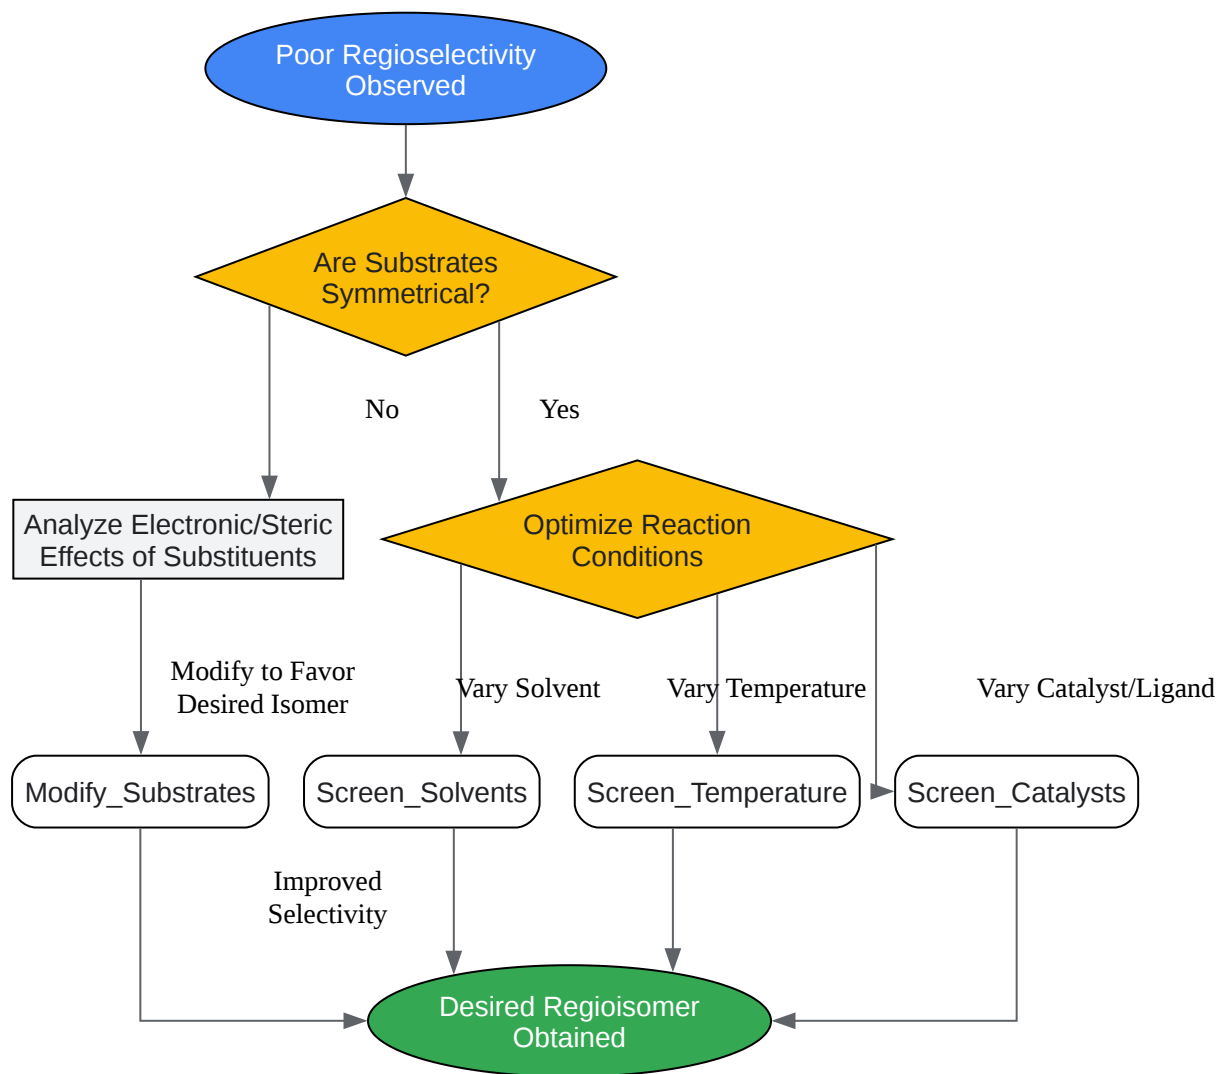 Poor Regioselectivity
Observed
Are Substrates
Symmetrical?
No
Yes
Analyze Electronic/Steric
Effects of Substituents
Optimize Reaction
Conditions
Modify to Favor
Desired Isomer
Vary Solvent
Vary Temperature
Vary Catalyst/Ligand
Modify_Substrates
Screen_Solvents
Screen_Temperature
Screen_Catalysts
Improved
Selectivity
Desired Regioisomer
Obtained